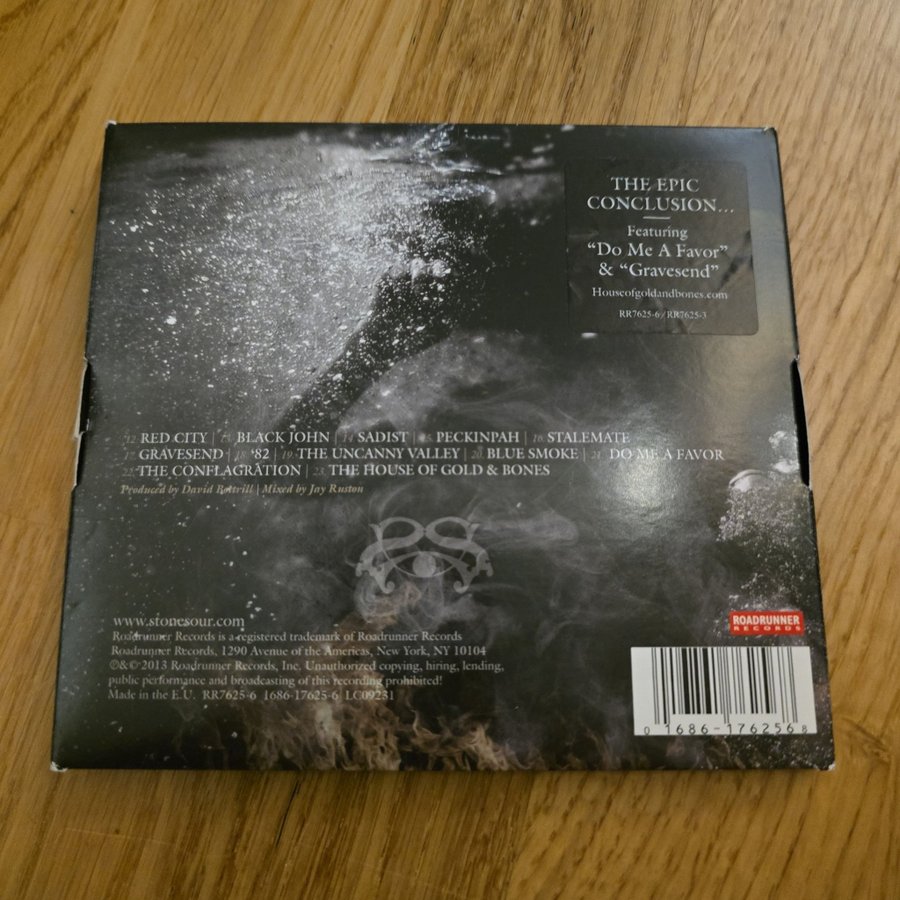 THE EPIC
CONCLUSION...
Featuring
“Do Me A Favor”
& “Gravesend”
Houseofgoldandbones.com
RR7625-6/RR7625-3
12. RED CITY | 13. BLACK JOHN | 14. SADIST | 15. PECKINPAH | 16. STALEMATE
17. GRAVESEND | 18. ‘82 | 19. THE UNCANNY VALLEY | 20. BLUE SMOKE | 21. DO ME A FAVOR
22. THE CONFLAGRATION | 23. THE HOUSE OF GOLD & BONES
Produced by David Bottrill | Mixed by Jay Ruston
www.stonesour.com
Roadrunner Records is a registered trademark of Roadrunner Records
Roadrunner Records, 1290 Avenue of the Americas, New York, NY 10104
℗&© 2013 Roadrunner Records, Inc. Unauthorized copying, hiring, lending,
public performance and broadcasting of this recording prohibited!
Made in the E.U. RR7625-6 1686-17625-6 LC09231
ROADRUNNER
RECORDS
0 1686-176256 8